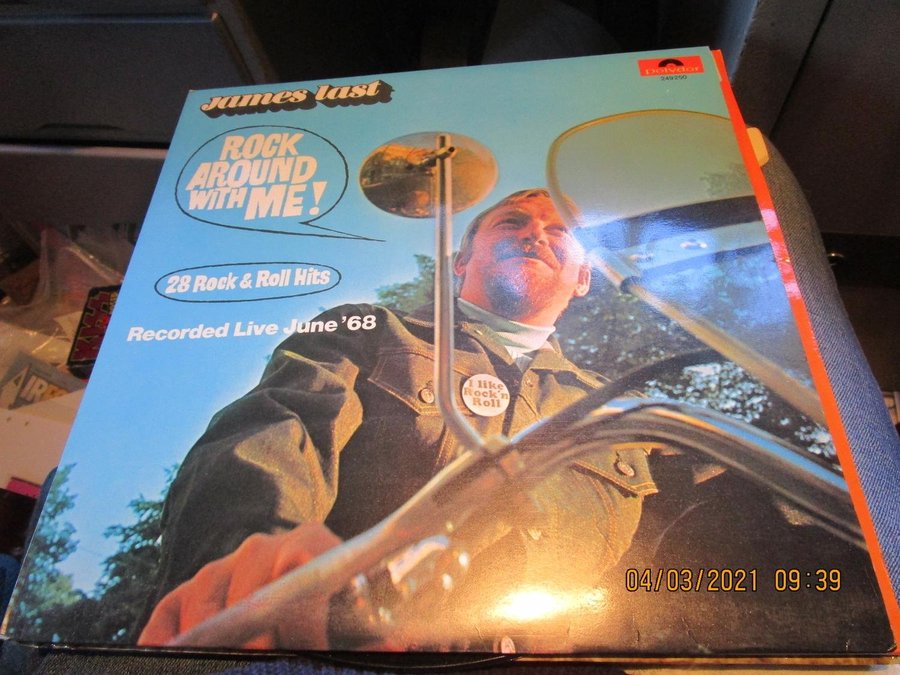 james last
polydor
249290
ROCK
AROUND
WITH ME!
28 Rock & Roll Hits
Recorded Live June '68
I like
Rock'n
Roll
04/03/2021 09:39